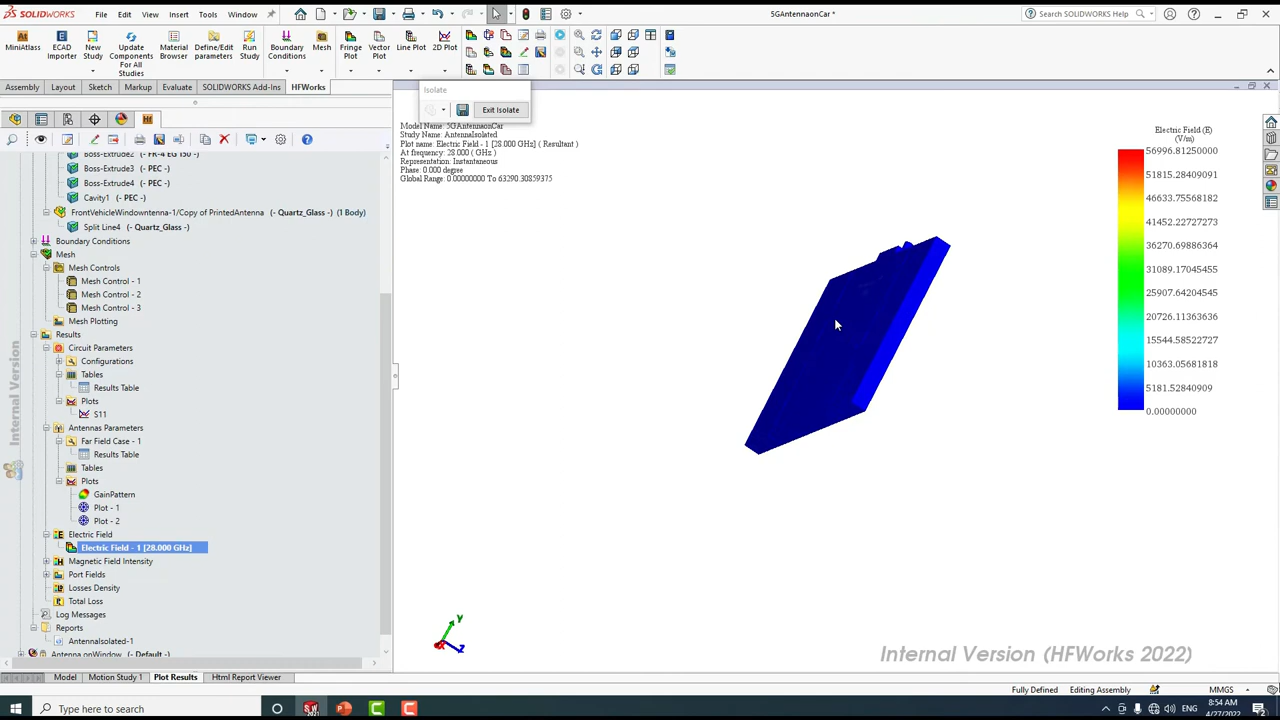 SOLIDWORKS File Edit View Insert Tools Window 5GAntennaonCar * Search SOLIDWORKS Help
MiniAtlass ECAD Importer New Study Update Components For All Studies Material Browser Define/Edit parameters Run Study Boundary Conditions Mesh Fringe Plot Vector Plot Line Plot 2D Plot
Assembly Layout Sketch Markup Evaluate SOLIDWORKS Add-Ins HFWorks
Isolate
Exit Isolate
Model Name: 5GAntennaonCar
Study Name: AntennaIsolated
Plot name: Electric Field - 1 [28.000 GHz] ( Resultant )
At frequency: 28.000 ( GHz )
Representation: Instantaneous
Phase: 0.000 degree
Global Range: 0.00000000 To 63290.30859375
Boss-Extrude2 (- FR-4 EG 150 -)
Boss-Extrude3 (- PEC -)
Boss-Extrude4 (- PEC -)
Cavity1 (- PEC -)
FrontVehicleWindowntenna-1/Copy of PrintedAntenna (- Quartz_Glass -) (1 Body)
Split Line4 (- Quartz_Glass -)
Boundary Conditions
Mesh
Mesh Controls
Mesh Control - 1
Mesh Control - 2
Mesh Control - 3
Mesh Plotting
Results
Circuit Parameters
Configurations
Tables
Results Table
Plots
S11
Antennas Parameters
Far Field Case - 1
Results Table
Tables
Plots
GainPattern
Plot - 1
Plot - 2
Electric Field
Electric Field - 1 [28.000 GHz]
Magnetic Field Intensity
Port Fields
Losses Density
Total Loss
Log Messages
Reports
AntennaIsolated-1
Antenna onWindow (- Default -)
Internal Version
Electric Field (E)
(V/m)
56996.81250000
51815.28409091
46633.75568182
41452.22727273
36270.69886364
31089.17045455
25907.64204545
20726.11363636
15544.58522727
10363.05681818
5181.52840909
0.00000000
Y
X
Z
Internal Version (HFWorks 2022)
Model Motion Study 1 Plot Results Html Report Viewer
Fully Defined Editing Assembly MMGS
Type here to search
ENG
8:54 AM
4/27/2022